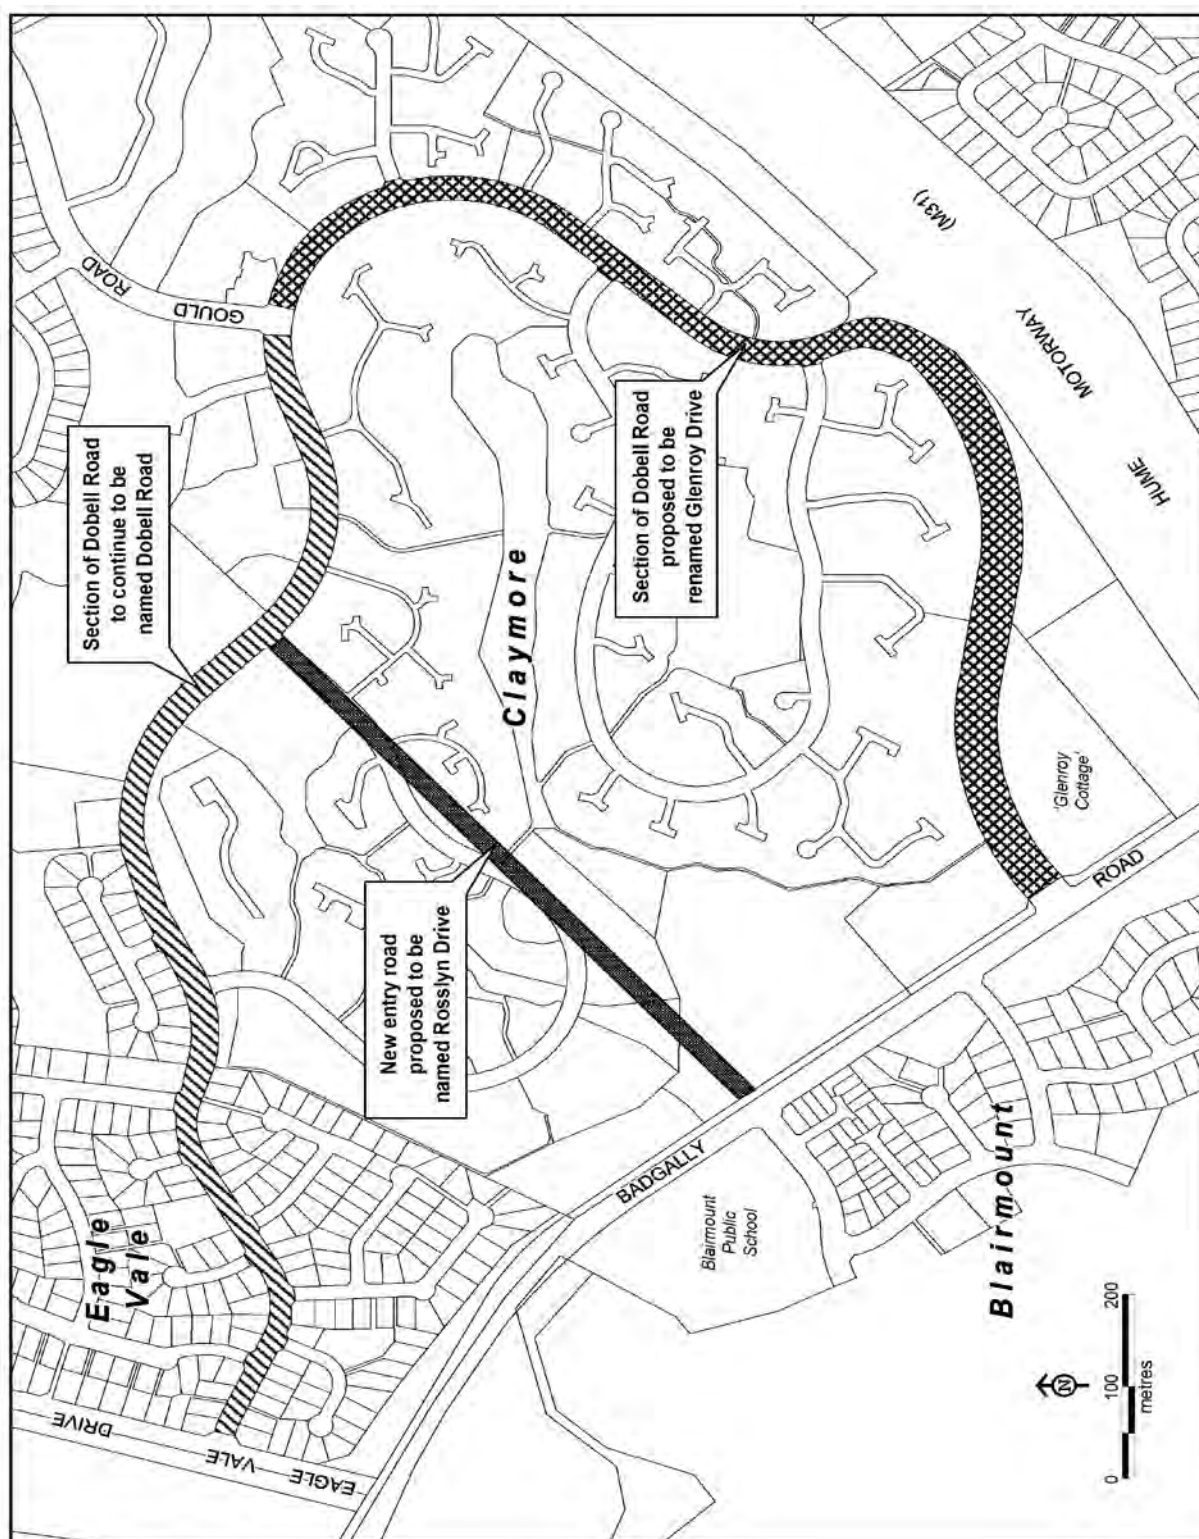 Section of Dobell Road
to continue to be
named Dobell Road
GOULD
ROAD
Section of Dobell Road
proposed to be
renamed Glenroy Drive
(M31)
MOTORWAY
HUME
Claymore
New entry road
proposed to be
named Rosslyn Drive
'Glenroy
Cottage'
Eagle
Vale
EAGLE
VALE
DRIVE
BADGALLY
ROAD
Blairmount
Public
School
Blairmount
N
0
100
200
metres